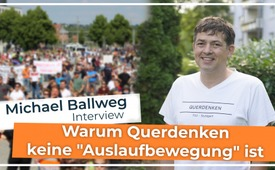 QUERDENKEN
Michael Ballweg
Interview
Warum Querdenken
keine "Auslaufbewegung" ist